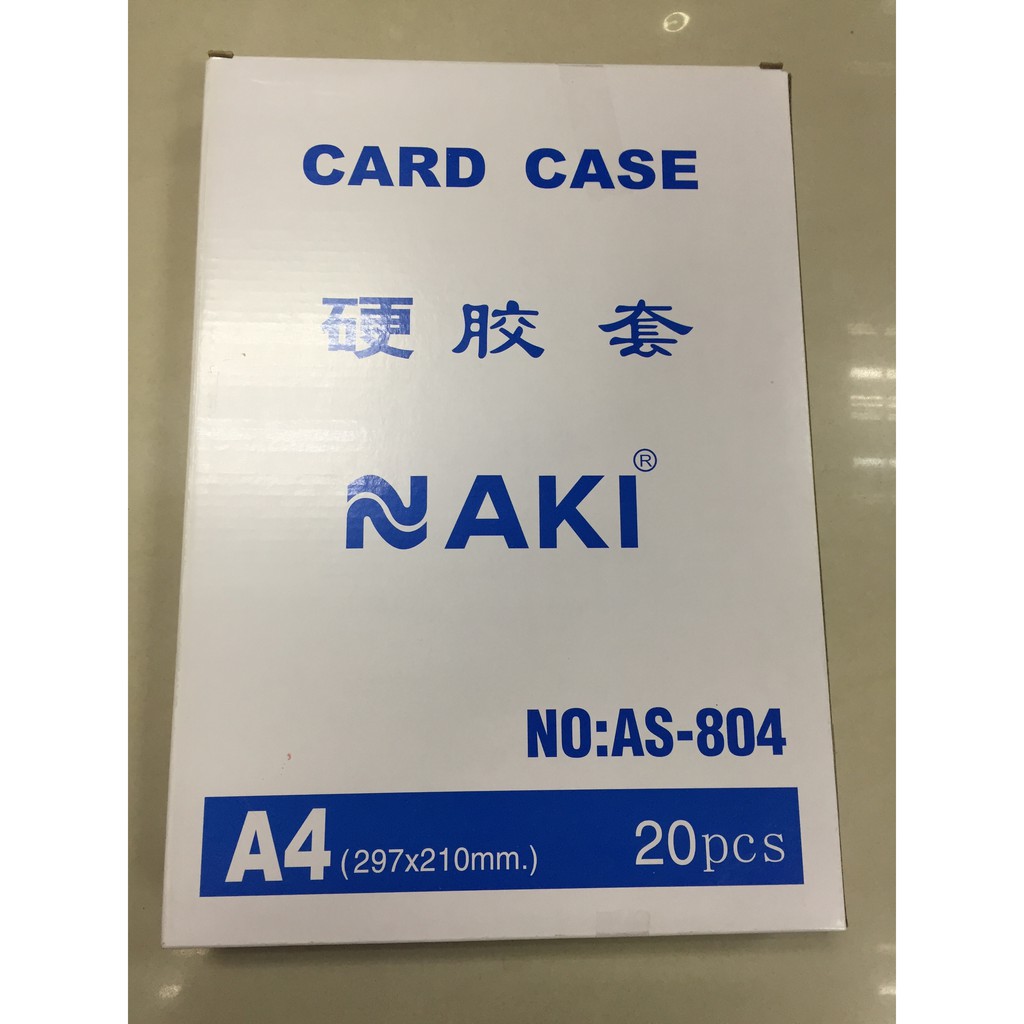 CARD CASE
硬胶套
NAKI®
NO:AS-804
A4 (297x210mm.) 20pcs